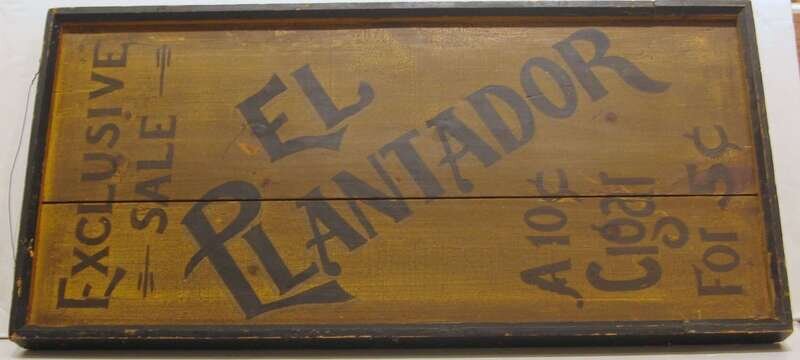 EXCLUSIVE
SALE
EL
PLANTADOR
A 10¢
Cigar
For 5¢